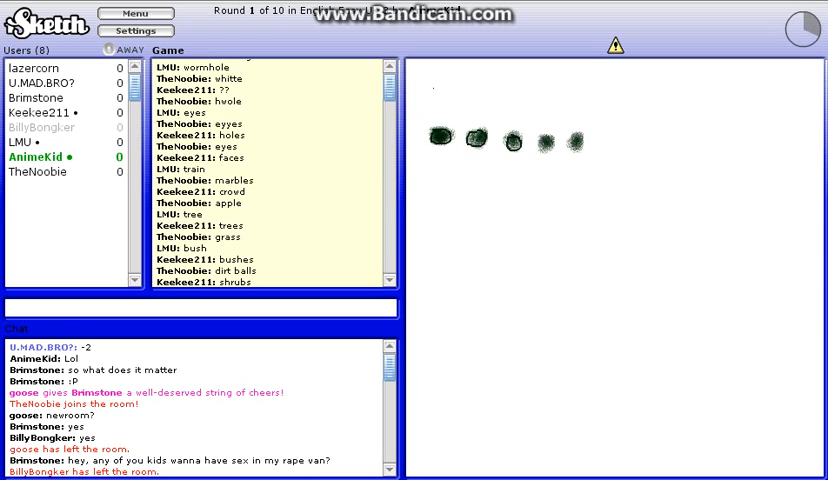 www.Bandicam.com
iSketch
Menu
Settings
Round 1 of 10 in English
Users (8)
AWAY
Game
lazercorn 0
U.MAD.BRO? 0
Brimstone 0
Keekee211 • 0
BillyBongker 0
LMU • 0
AnimeKid • 0
TheNoobie 0
LMU: wormhole
TheNoobie: whitte
Keekee211: ??
TheNoobie: hwole
LMU: eyes
TheNoobie: eyyes
Keekee211: holes
TheNoobie: eyes
Keekee211: faces
LMU: train
TheNoobie: marbles
Keekee211: crowd
TheNoobie: apple
LMU: tree
Keekee211: trees
TheNoobie: grass
LMU: bush
Keekee211: bushes
TheNoobie: dirt balls
Keekee211: shrubs
Chat
U.MAD.BRO?: -2
AnimeKid: Lol
Brimstone: so what does it matter
Brimstone: :P
goose gives Brimstone a well-deserved string of cheers!
TheNoobie joins the room!
goose: newroom?
Brimstone: yes
BillyBongker: yes
goose has left the room.
Brimstone: hey, any of you kids wanna have sex in my rape van?
BillyBongker has left the room.